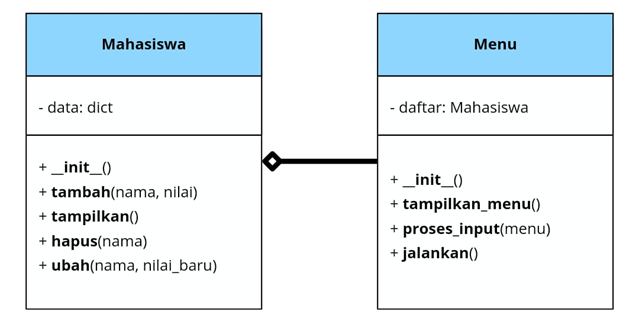 Mahasiswa
- data: dict
+ __init__()
+ tambah(nama, nilai)
+ tampilkan()
+ hapus(nama)
+ ubah(nama, nilai_baru)
Menu
- daftar: Mahasiswa
+ __init__()
+ tampilkan_menu()
+ proses_input(menu)
+ jalankan()